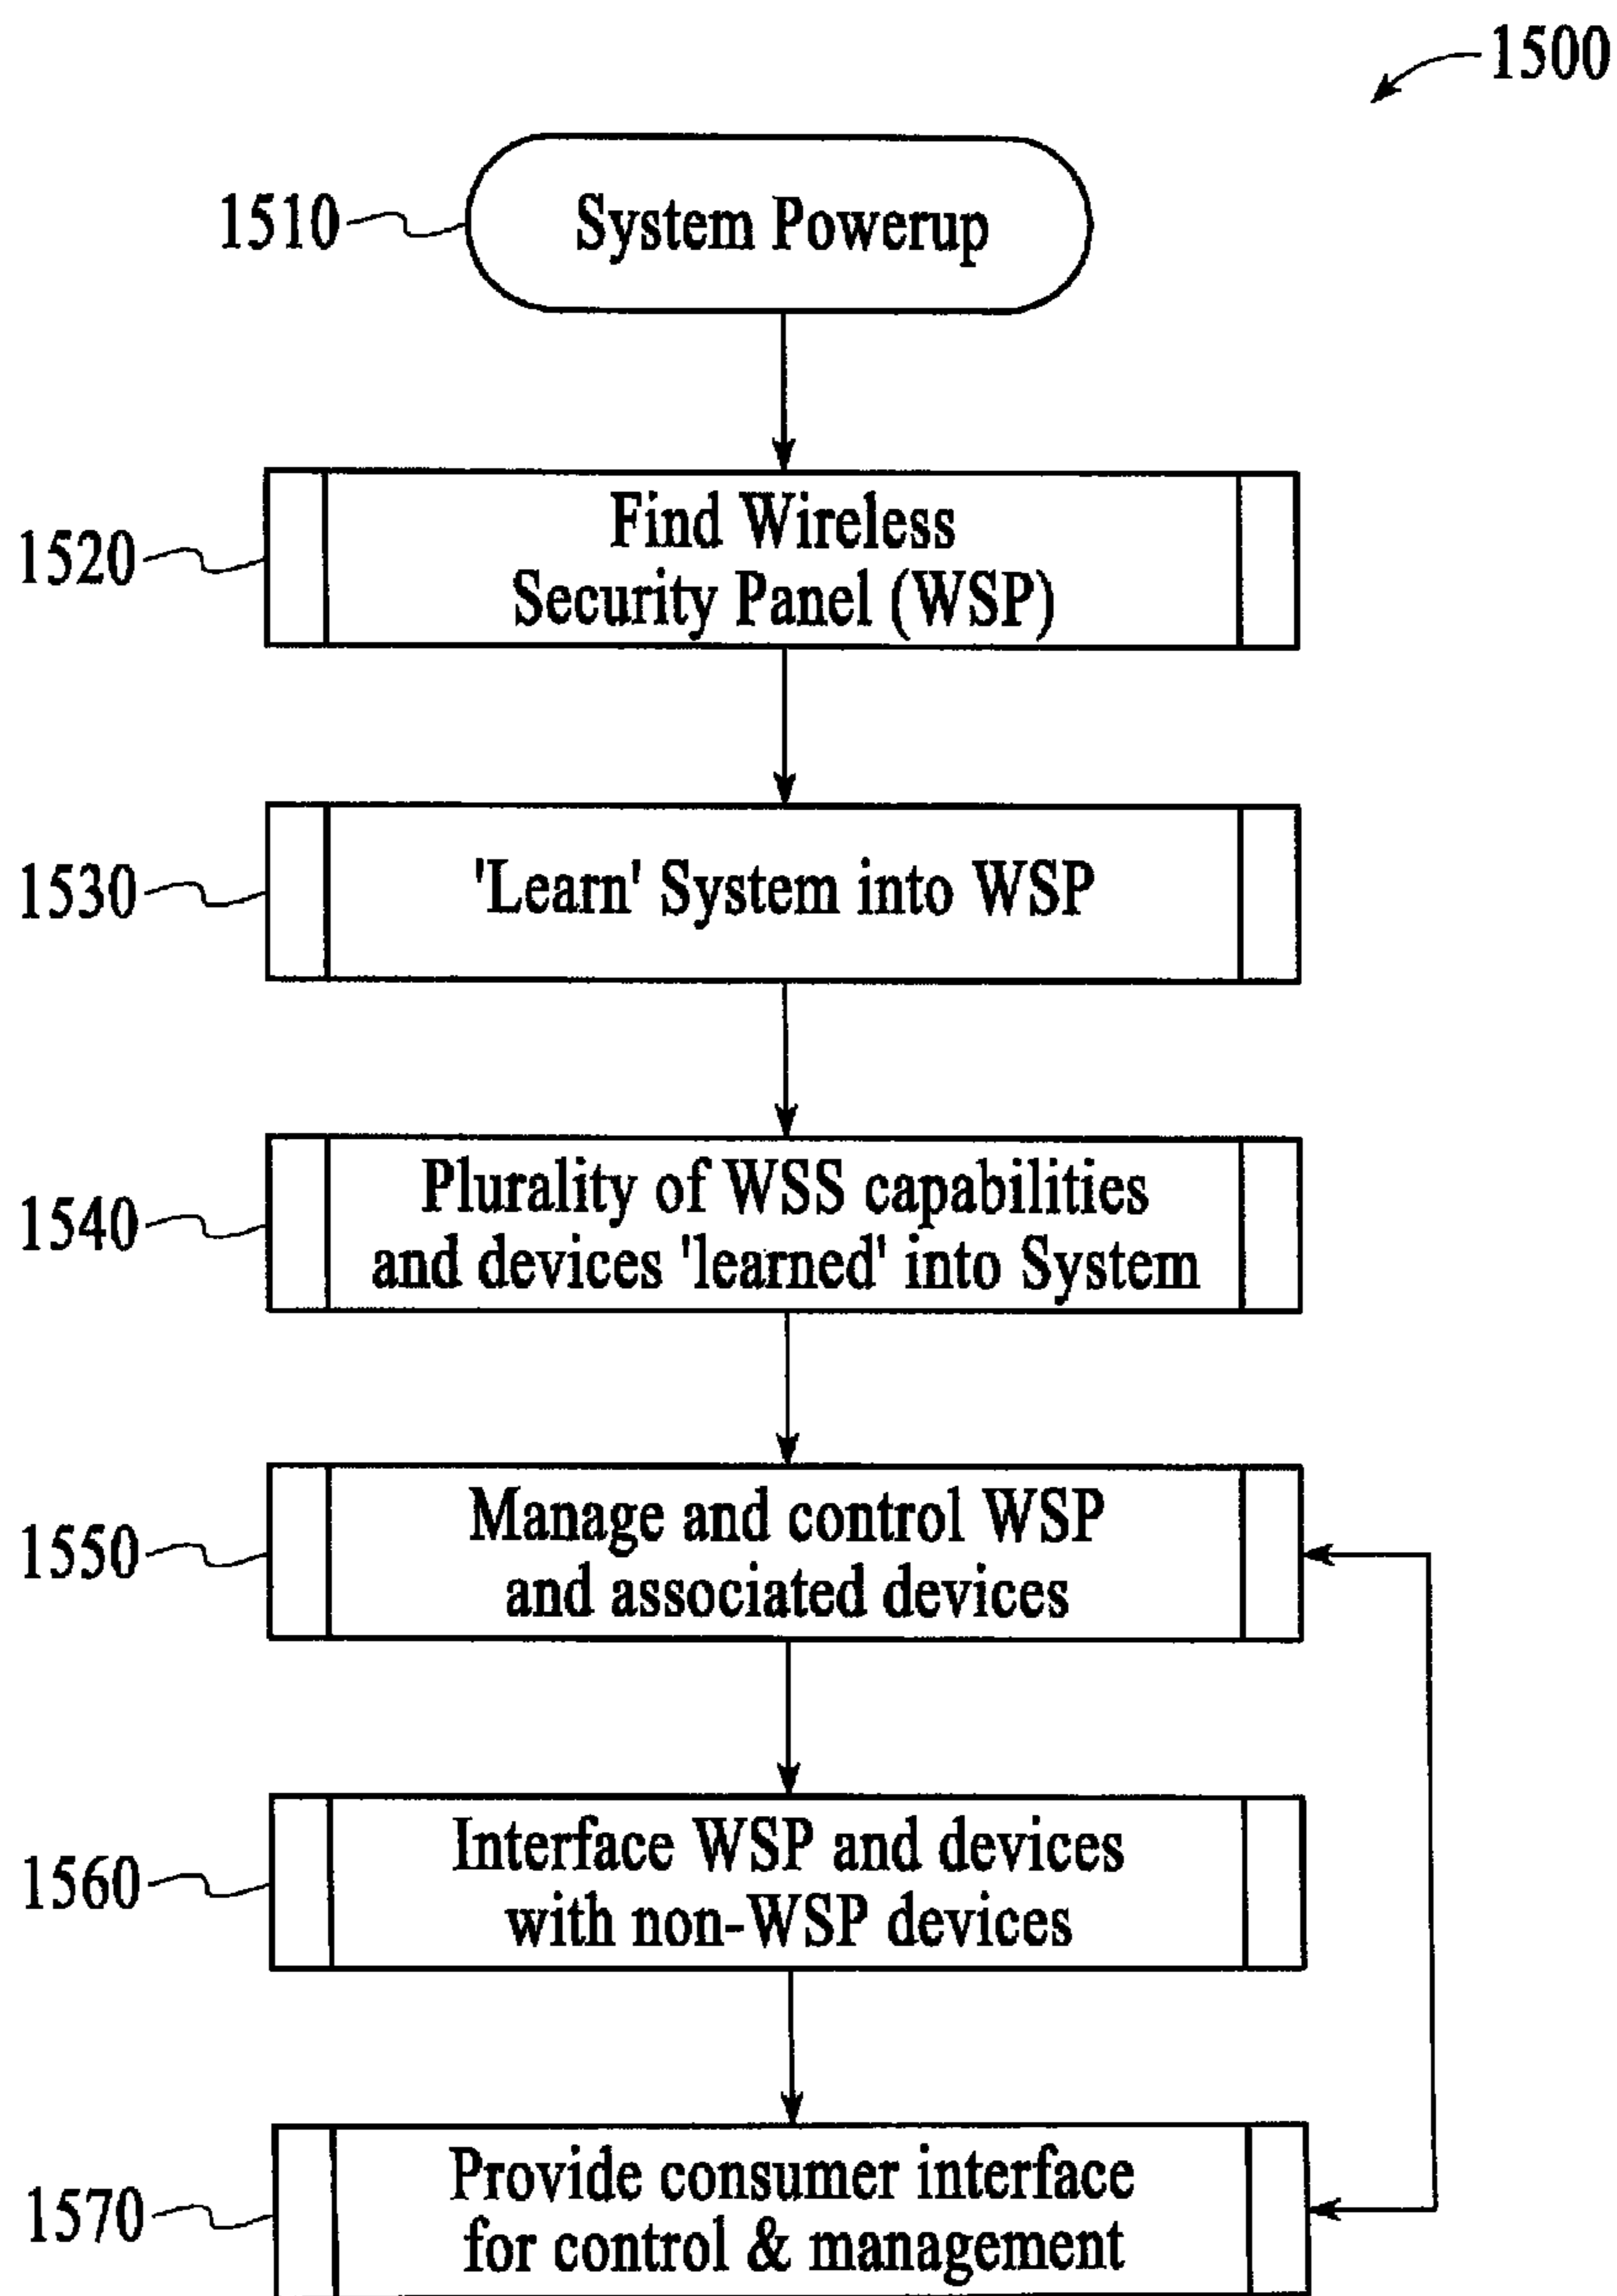 1500
1510
System Powerup
1520
Find Wireless
Security Panel (WSP)
1530
'Learn' System into WSP
1540
Plurality of WSS capabilities
and devices 'learned' into System
1550
Manage and control WSP
and associated devices
1560
Interface WSP and devices
with non-WSP devices
1570
Provide consumer interface
for control & management